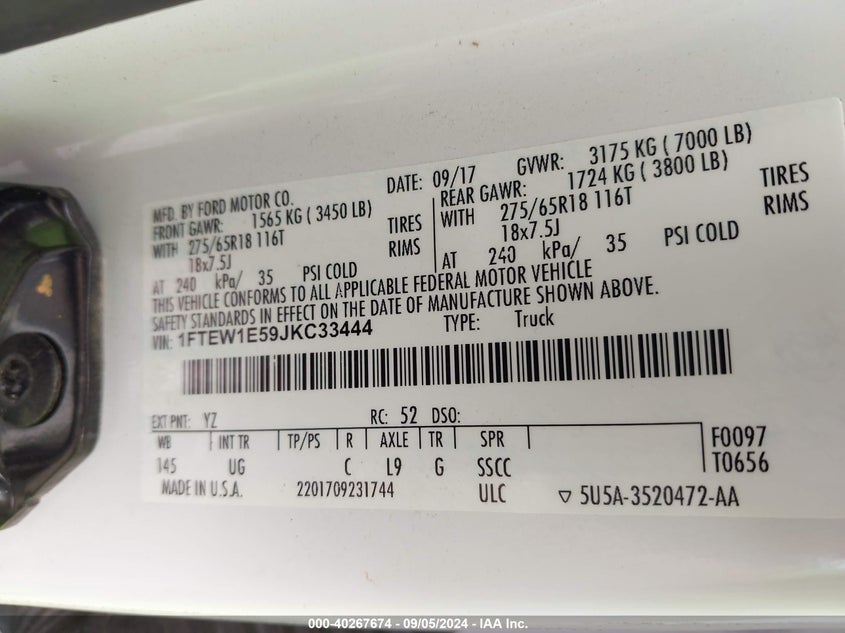 MFD. BY FORD MOTOR CO. DATE: 09/17 GVWR: 3175 KG ( 7000 LB)
FRONT GAWR: 1565 KG ( 3450 LB) REAR GAWR: 1724 KG ( 3800 LB)
WITH 275/65R18 116T TIRES WITH 275/65R18 116T TIRES
18x7.5J RIMS 18x7.5J RIMS
AT 240 kPa/ 35 PSI COLD AT 240 kPa/ 35 PSI COLD
THIS VEHICLE CONFORMS TO ALL APPLICABLE FEDERAL MOTOR VEHICLE
SAFETY STANDARDS IN EFFECT ON THE DATE OF MANUFACTURE SHOWN ABOVE.
VIN: 1FTEW1E59JKC33444 TYPE: Truck
EXT PNT: YZ RC: 52 DSO:
WB INT TR TP/PS R AXLE TR SPR F0097
145 UG C L9 G SSCC T0656
MADE IN U.S.A. 2201709231744 ULC ▽ 5U5A-3520472-AA
000-40267674 - 09/05/2024 - IAA Inc.